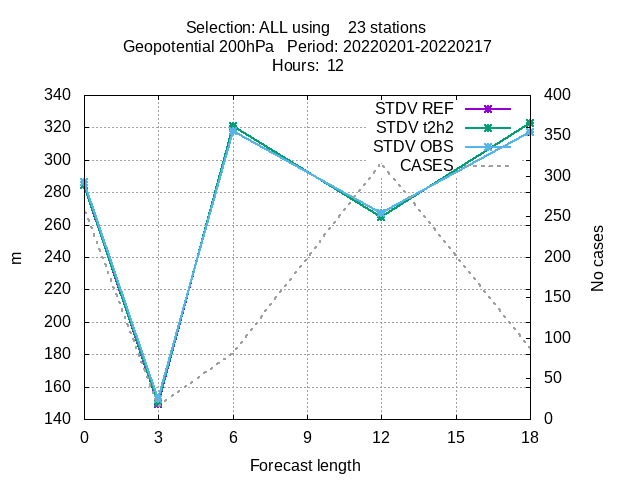 Selection: ALL using    23 stations
Geopotential 200hPa   Period: 20220201-20220217
Hours:  12
340
320
300
280
260
240
220
200
180
160
140
400
350
300
250
200
150
100
50
0
0 3 6 9 12 15 18
m
No cases
Forecast length
STDV REF
STDV t2h2
STDV OBS
CASES